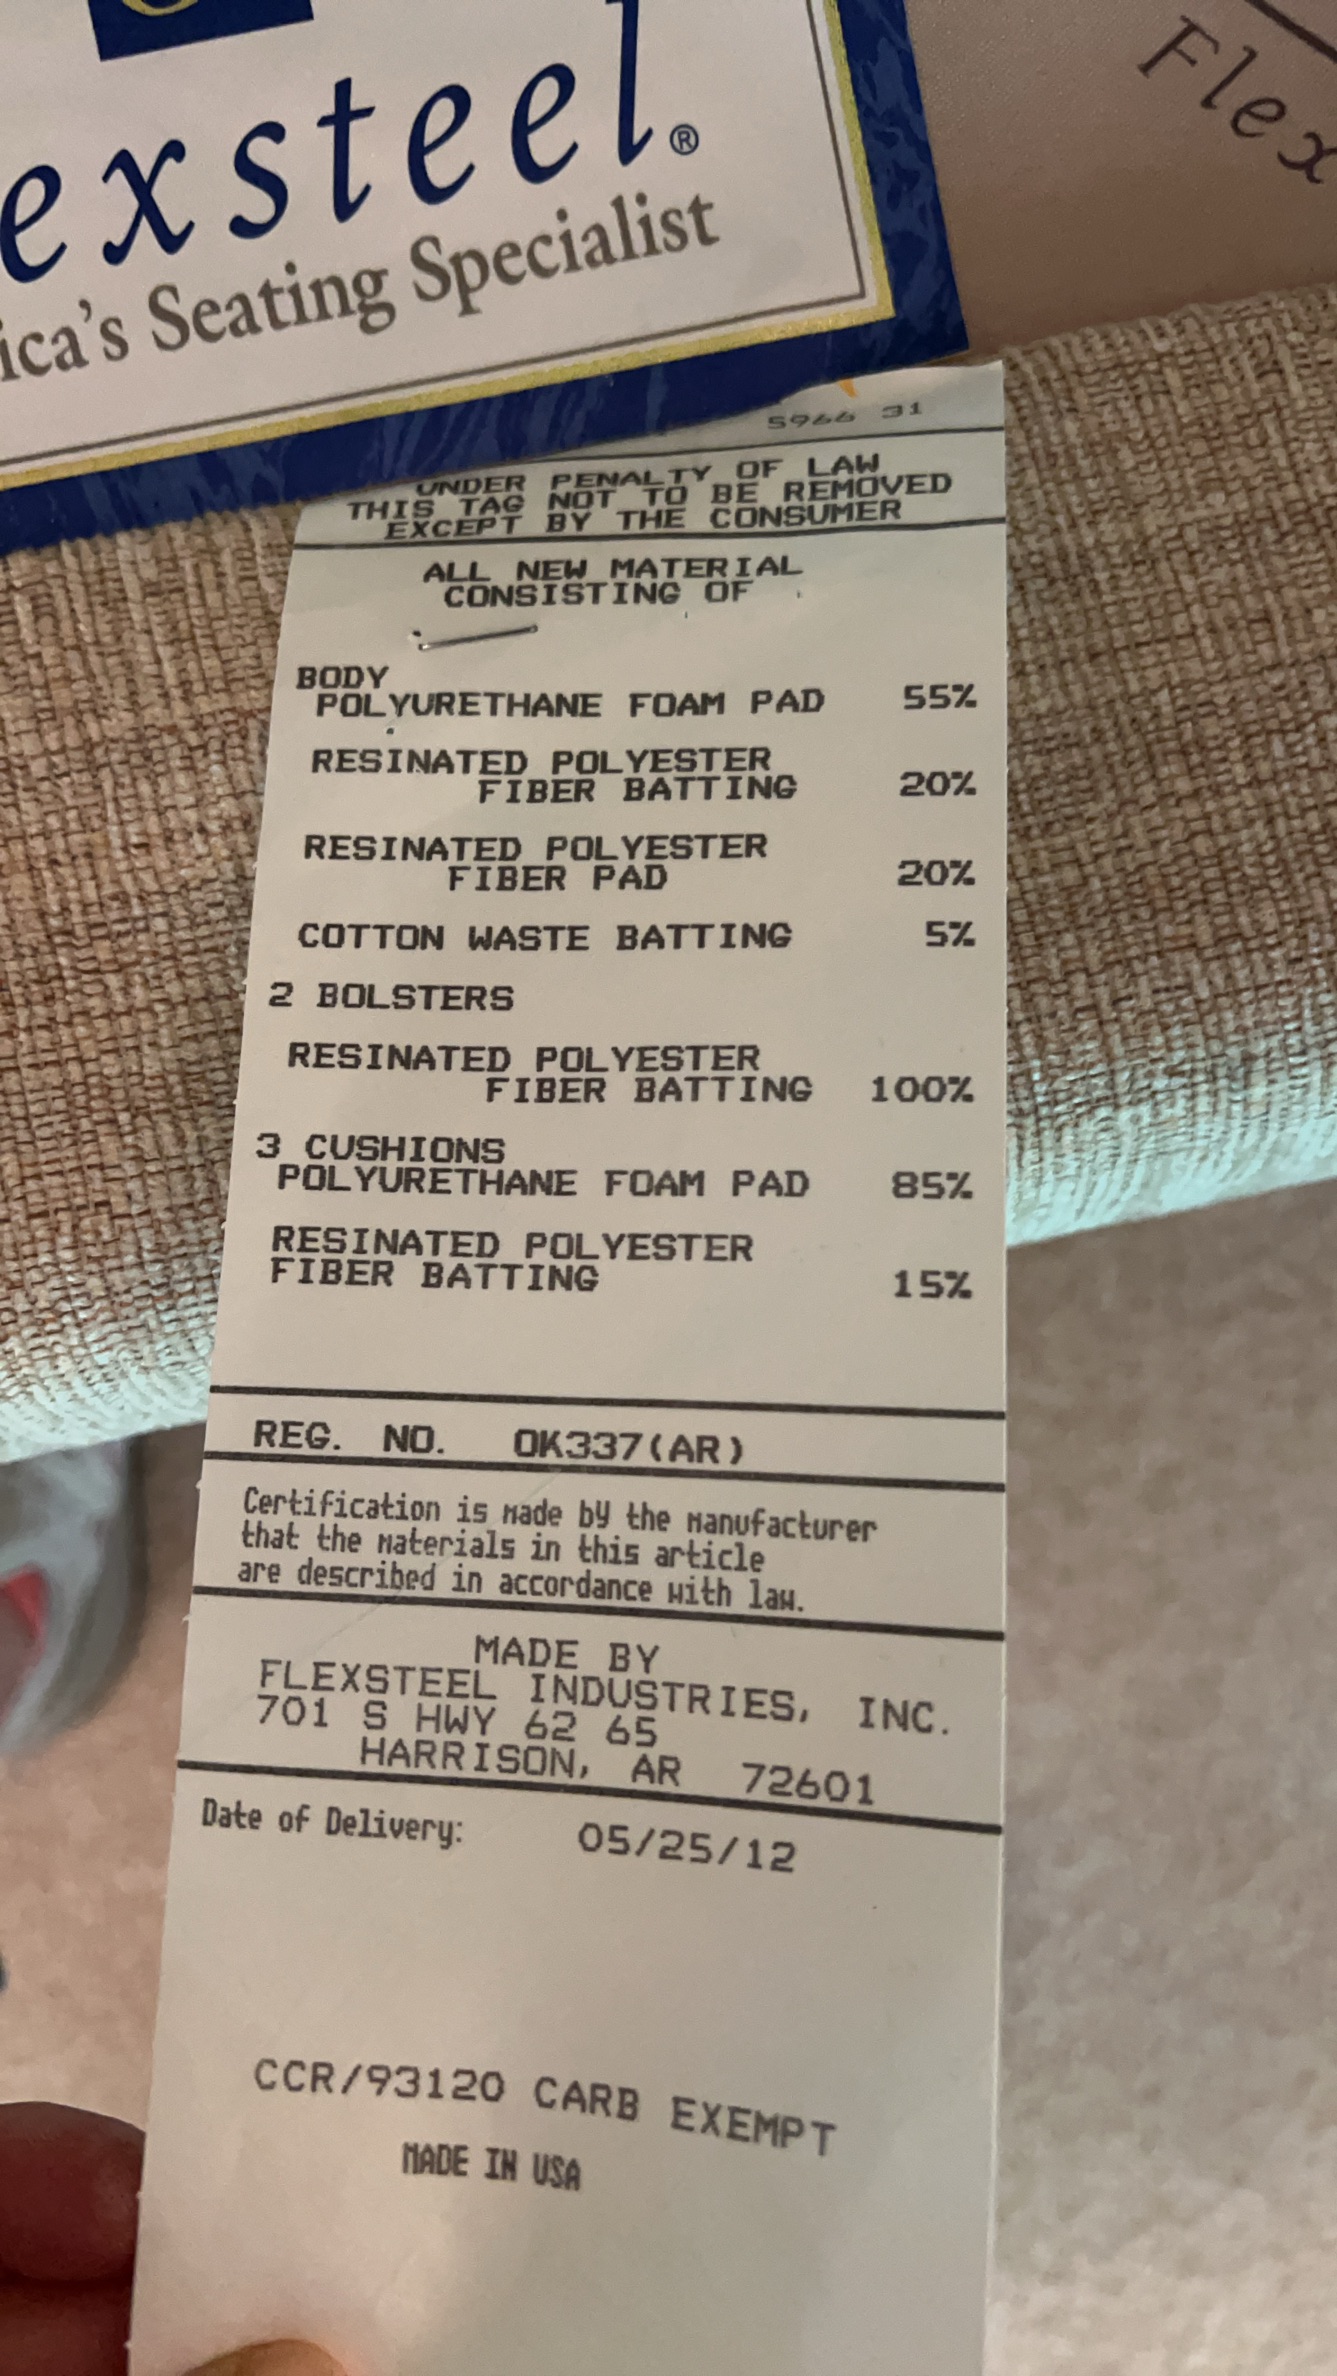 exsteel®
ica's Seating Specialist
Flex
5966 31
UNDER PENALTY OF LAW
THIS TAG NOT TO BE REMOVED
EXCEPT BY THE CONSUMER
ALL NEW MATERIAL
CONSISTING OF
BODY
POLYURETHANE FOAM PAD 55%
RESINATED POLYESTER
FIBER BATTING 20%
RESINATED POLYESTER
FIBER PAD 20%
COTTON WASTE BATTING 5%
2 BOLSTERS
RESINATED POLYESTER
FIBER BATTING 100%
3 CUSHIONS
POLYURETHANE FOAM PAD 85%
RESINATED POLYESTER
FIBER BATTING 15%
REG. NO. OK337(AR)
Certification is made by the manufacturer
that the materials in this article
are described in accordance with law.
MADE BY
FLEXSTEEL INDUSTRIES, INC.
701 S HWY 62 65
HARRISON, AR 72601
Date of Delivery: 05/25/12
CCR/93120 CARB EXEMPT
MADE IN USA